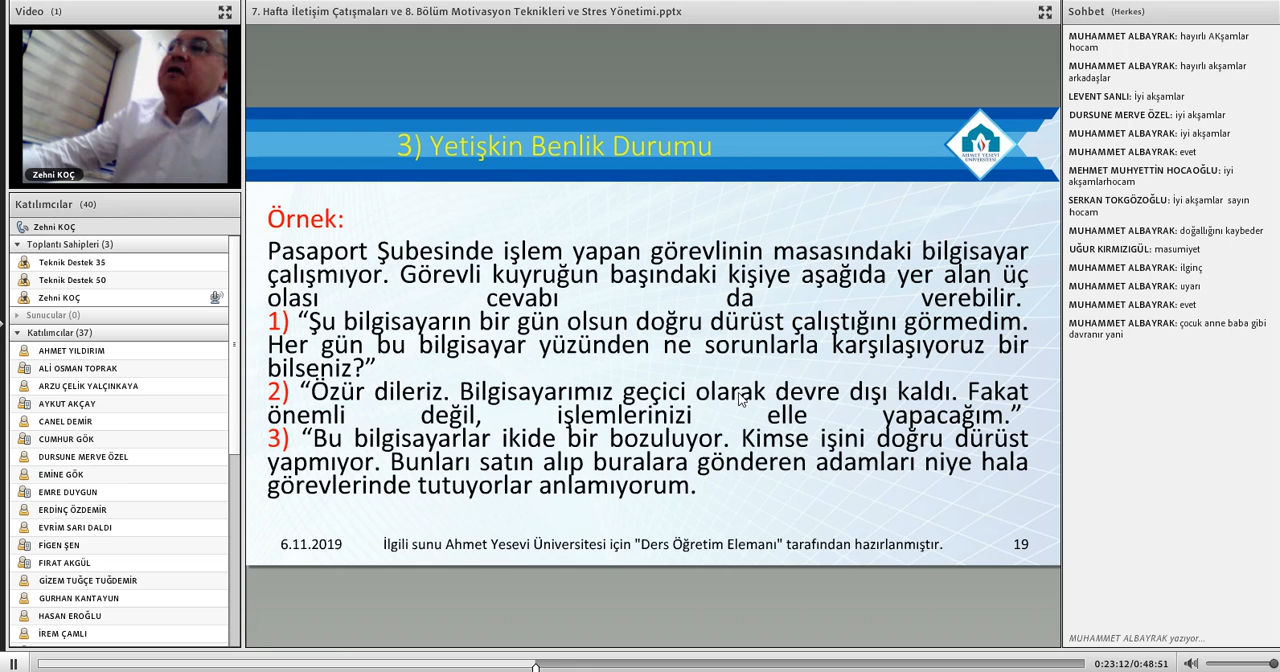 Video (1)
Zehni KOÇ
Katılımcılar (40)
Zehni KOÇ
Toplantı Sahipleri (3)
Teknik Destek 35
Teknik Destek 50
Zehni KOÇ
Sunucular (0)
Katılımcılar (37)
AHMET YILDIRIM
ALİ OSMAN TOPRAK
ARZU ÇELİK YALÇINKAYA
AYKUT AKÇAY
CANEL DEMİR
CUMHUR GÖK
DURSUNE MERVE ÖZEL
EMİNE GÖK
EMRE DUYGUN
ERDİNÇ ÖZDEMİR
EVRİM SARI DALDI
FİGEN ŞEN
FIRAT AKGÜL
GİZEM TUĞÇE TUĞDEMİR
GURHAN KANTAYUN
HASAN EROĞLU
İREM ÇAMLI
7. Hafta İletişim Çatışmaları ve 8. Bölüm Motivasyon Teknikleri ve Stres Yönetimi.pptx
3) Yetişkin Benlik Durumu
AHMET YESEVİ
ÜNİVERSİTESİ
Örnek:
Pasaport Şubesinde işlem yapan görevlinin masasındaki bilgisayar
çalışmıyor. Görevli kuyruğun başındaki kişiye aşağıda yer alan üç
olası cevabı da verebilir.
1) “Şu bilgisayarın bir gün olsun doğru dürüst çalıştığını görmedim.
Her gün bu bilgisayar yüzünden ne sorunlarla karşılaşıyoruz bir
bilseniz?”
2) “Özür dileriz. Bilgisayarımız geçici olarak devre dışı kaldı. Fakat
önemli değil, işlemlerinizi elle yapacağım.”
3) “Bu bilgisayarlar ikide bir bozuluyor. Kimse işini doğru dürüst
yapmıyor. Bunları satın alıp buralara gönderen adamları niye hala
görevlerinde tutuyorlar anlamıyorum.
6.11.2019
İlgili sunu Ahmet Yesevi Üniversitesi için "Ders Öğretim Elemanı" tarafından hazırlanmıştır.
19
Sohbet (Herkes)
MUHAMMET ALBAYRAK: hayırlı AKşamlar
hocam
MUHAMMET ALBAYRAK: hayırlı akşamlar
arkadaşlar
LEVENT SANLI: İyi akşamlar
DURSUNE MERVE ÖZEL: iyi akşamlar
MUHAMMET ALBAYRAK: iyi akşamlar
MUHAMMET ALBAYRAK: evet
MEHMET MUHYETTİN HOCAOĞLU: iyi
akşamlarhocam
SERKAN TOKGÖZOĞLU: İyi akşamlar sayın
hocam
MUHAMMET ALBAYRAK: doğallığını kaybeder
UĞUR KIRMIZIGÜL: masumiyet
MUHAMMET ALBAYRAK: ilginç
MUHAMMET ALBAYRAK: uyarı
MUHAMMET ALBAYRAK: evet
MUHAMMET ALBAYRAK: çocuk anne baba gibi
davranır yani
MUHAMMET ALBAYRAK yazıyor...
0:23:12/0:48:51